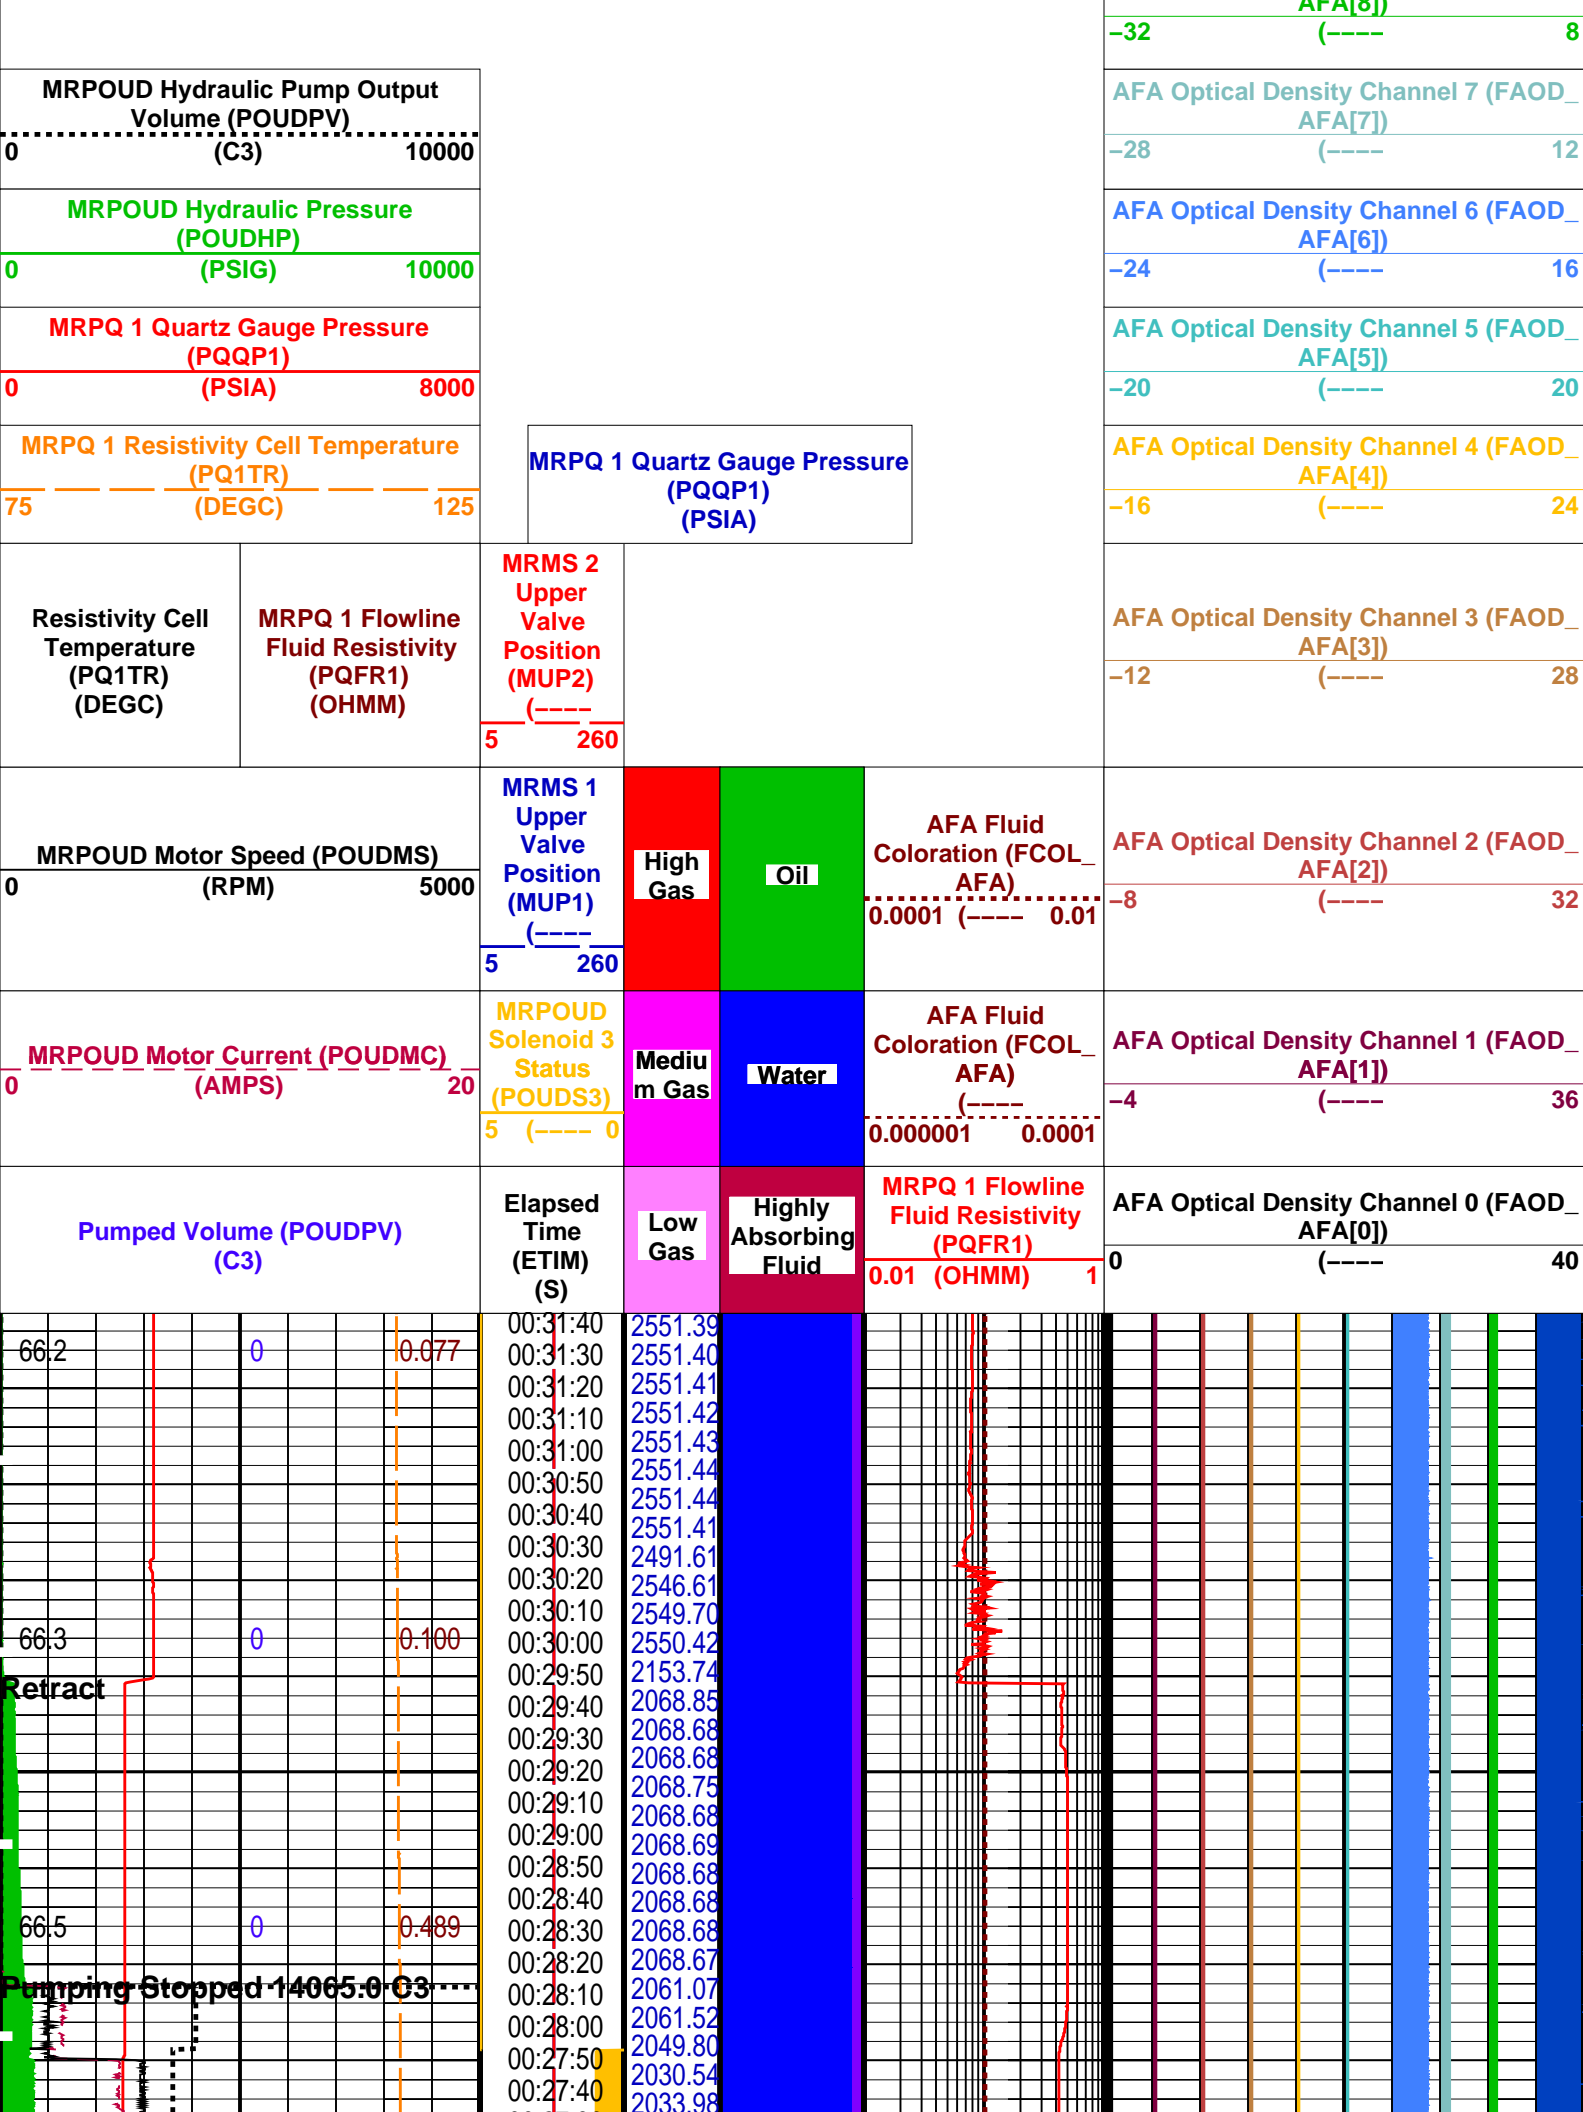 AFA[8])
−32 (−−−− 8
MRPOUD Hydraulic Pump Output
Volume (POUDPV)
0 (C3) 10000
AFA Optical Density Channel 7 (FAOD_
AFA[7])
−28 (−−−− 12
MRPOUD Hydraulic Pressure
(POUDHP)
0 (PSIG) 10000
AFA Optical Density Channel 6 (FAOD_
AFA[6])
−24 (−−−− 16
MRPQ 1 Quartz Gauge Pressure
(PQQP1)
0 (PSIA) 8000
AFA Optical Density Channel 5 (FAOD_
AFA[5])
−20 (−−−− 20
MRPQ 1 Resistivity Cell Temperature
(PQ1TR)
75 (DEGC) 125
MRPQ 1 Quartz Gauge Pressure
(PQQP1)
(PSIA)
AFA Optical Density Channel 4 (FAOD_
AFA[4])
−16 (−−−− 24
Resistivity Cell
Temperature
(PQ1TR)
(DEGC)
MRPQ 1 Flowline
Fluid Resistivity
(PQFR1)
(OHMM)
MRMS 2
Upper
Valve
Position
(MUP2)
(−−−−
5 260
AFA Optical Density Channel 3 (FAOD_
AFA[3])
−12 (−−−− 28
MRPOUD Motor Speed (POUDMS)
0 (RPM) 5000
MRMS 1
Upper
Valve
Position
(MUP1)
(−−−−
5 260
High
Gas
Oil
AFA Fluid
Coloration (FCOL_
AFA)
0.0001 (−−−− 0.01
AFA Optical Density Channel 2 (FAOD_
AFA[2])
−8 (−−−− 32
MRPOUD Motor Current (POUDMC)
0 (AMPS) 20
MRPOUD
Solenoid 3
Status
(POUDS3)
5 (−−−− 0
Mediu
m Gas
Water
AFA Fluid
Coloration (FCOL_
AFA)
(−−−−
0.000001 0.0001
AFA Optical Density Channel 1 (FAOD_
AFA[1])
−4 (−−−− 36
Pumped Volume (POUDPV)
(C3)
Elapsed
Time
(ETIM)
(S)
Low
Gas
Highly
Absorbing
Fluid
MRPQ 1 Flowline
Fluid Resistivity
(PQFR1)
0.01 (OHMM) 1
AFA Optical Density Channel 0 (FAOD_
AFA[0])
0 (−−−− 40
00:31:40 2551.39
66.2 0 0.077 00:31:30 2551.40
00:31:20 2551.41
00:31:10 2551.42
00:31:00 2551.43
00:30:50 2551.44
00:30:40 2551.44
2551.41
00:30:30 2491.61
00:30:20 2546.61
00:30:10 2549.70
66.3 0 0.100 00:30:00 2550.42
00:29:50 2153.74
Retract
00:29:40 2068.85
00:29:30 2068.68
00:29:20 2068.68
2068.75
00:29:10 2068.68
00:29:00 2068.69
00:28:50 2068.68
00:28:40 2068.68
66.5 0 0.489 00:28:30 2068.68
00:28:20 2068.67
Pumping Stopped 14065.0 C3
00:28:10 2061.07
00:28:00 2061.52
2049.80
00:27:50 2030.54
00:27:40 2033.98